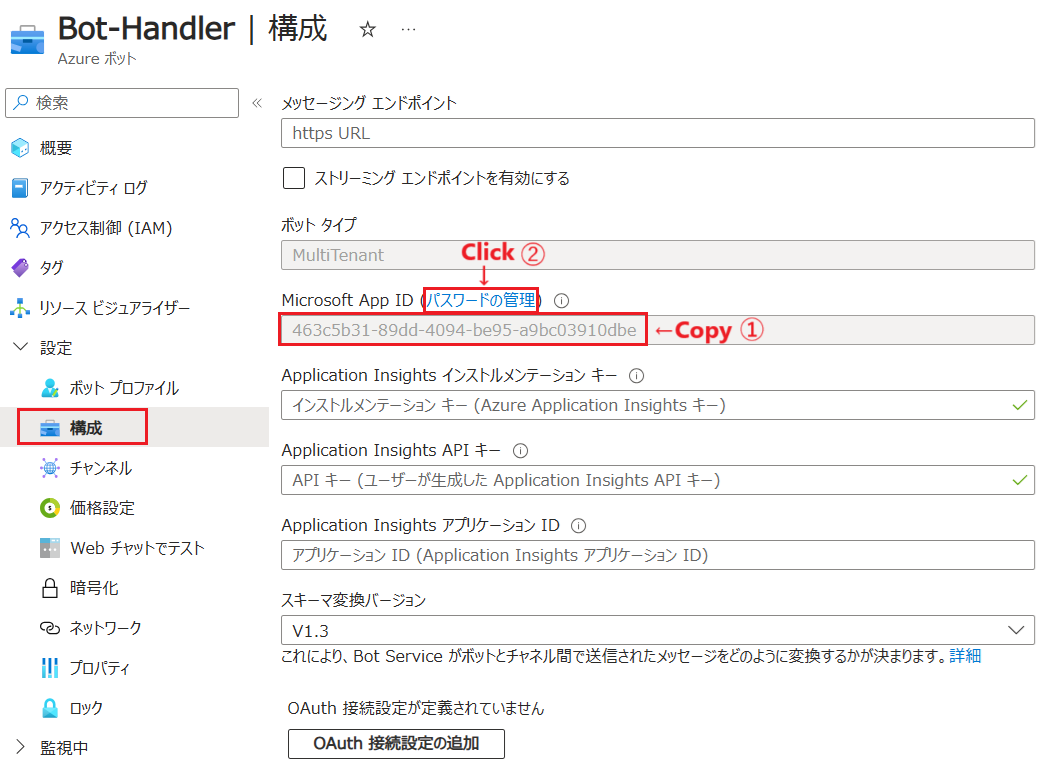 Bot-Handler | 構成
Azure ボット
検索
概要
アクティビティ ログ
アクセス制御 (IAM)
タグ
リソース ビジュアライザー
設定
ボット プロファイル
構成
チャンネル
価格設定
Web チャットでテスト
暗号化
ネットワーク
プロパティ
ロック
監視中
メッセージング エンドポイント
https URL
ストリーミング エンドポイントを有効にする
ボット タイプ
MultiTenant
Click ②
Microsoft App ID (パスワードの管理)
463c5b31-89dd-4094-be95-a9bc03910dbe
←Copy ①
Application Insights インストルメンテーション キー
インストルメンテーション キー (Azure Application Insights キー)
Application Insights API キー
API キー (ユーザーが生成した Application Insights API キー)
Application Insights アプリケーション ID
アプリケーション ID (Application Insights アプリケーション ID)
スキーマ変換バージョン
V1.3
これにより、Bot Service がボットとチャネル間で送信されたメッセージをどのように変換するかが決まります。詳細
OAuth 接続設定が定義されていません
OAuth 接続設定の追加